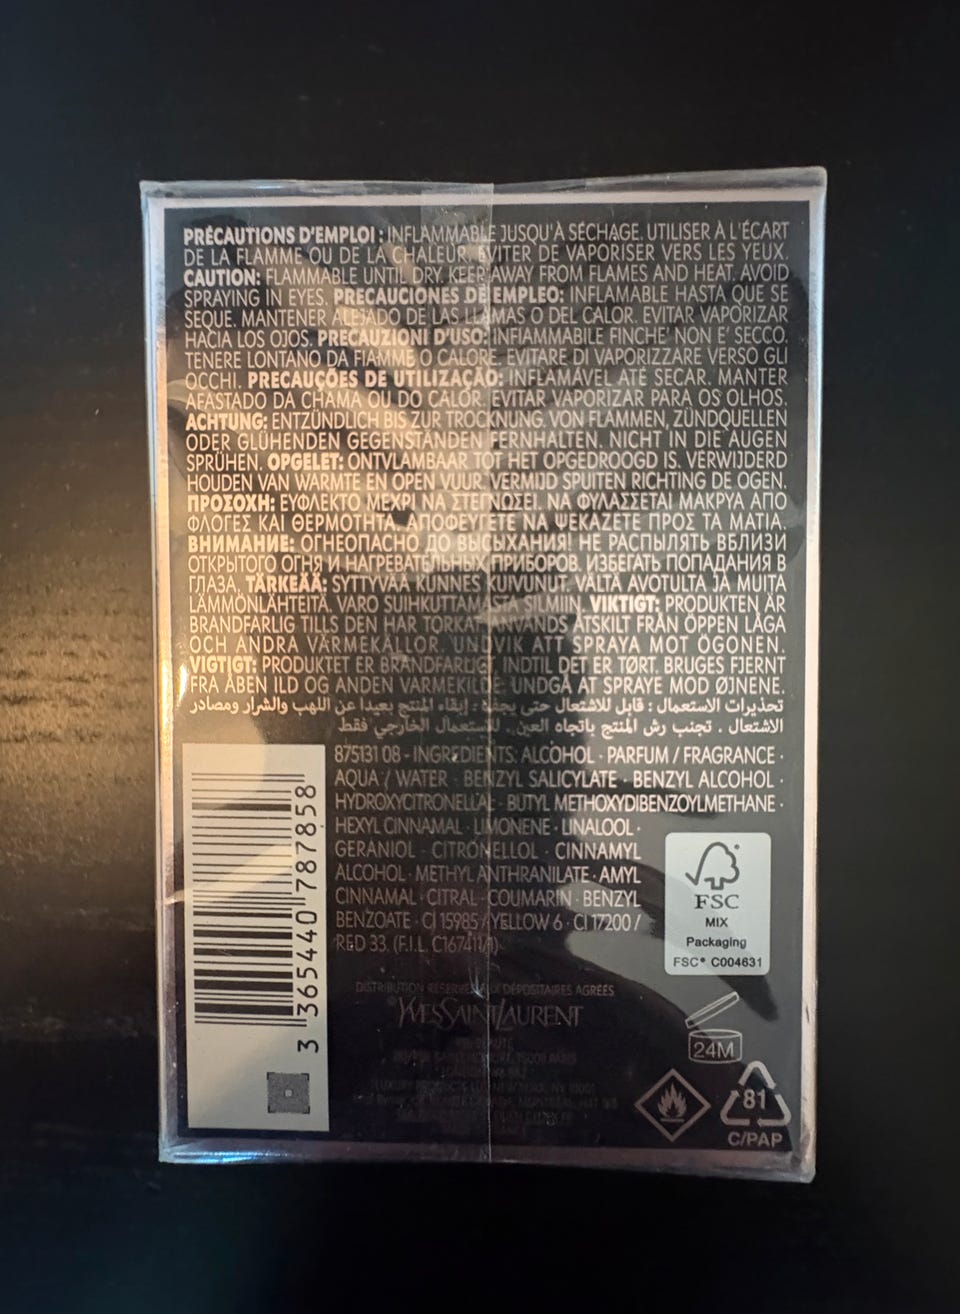 PRÉCAUTIONS D'EMPLOI : INFLAMMABLE JUSQU'À SÉCHAGE. UTILISER À L'ÉCART
DE LA FLAMME OU DE LA CHALEUR. ÉVITER DE VAPORISER VERS LES YEUX.
CAUTION: FLAMMABLE UNTIL DRY. KEEP AWAY FROM FLAMES AND HEAT. AVOID
SPRAYING IN EYES. PRECAUCIONES DE EMPLEO: INFLAMABLE HASTA QUE SE
SEQUE. MANTENER ALEJADO DE LAS LLAMAS O DEL CALOR. EVITAR VAPORIZAR
HACIA LOS OJOS. PRECAUZIONI D'USO: INFIAMMABILE FINCHE' NON E' SECCO.
TENERE LONTANO DA FIAMME O CALORE. EVITARE DI VAPORIZZARE VERSO GLI
OCCHI. PRECAUÇÕES DE UTILIZAÇÃO: INFLAMÁVEL ATÉ SECAR. MANTER
AFASTADO DA CHAMA OU DO CALOR. EVITAR VAPORIZAR PARA OS OLHOS.
ACHTUNG: ENTZÜNDLICH BIS ZUR TROCKNUNG. VON FLAMMEN, ZÜNDQUELLEN
ODER GLÜHENDEN GEGENSTÄNDEN FERNHALTEN. NICHT IN DIE AUGEN
SPRÜHEN. OPGELET: ONTVLAMBAAR TOT HET OPGEDROOGD IS. VERWIJDERD
HOUDEN VAN WARMTE EN OPEN VUUR. VERMIJD SPUITEN RICHTING DE OGEN.
ΠΡΟΣΟΧΗ: ΕΥΦΛΕΚΤΟ ΜΕΧΡΙ ΝΑ ΣΤΕΓΝΩΣΕΙ. ΝΑ ΦΥΛΑΣΣΕΤΑΙ ΜΑΚΡΥΑ ΑΠΟ
ΦΛΟΓΕΣ ΚΑΙ ΘΕΡΜΟΤΗΤΑ. ΑΠΟΦΕΥΓΕΤΕ ΝΑ ΨΕΚΑΖΕΤΕ ΠΡΟΣ ΤΑ ΜΑΤΙΑ.
ВНИМАНИЕ: ОГНЕОПАСНО ДО ВЫСЫХАНИЯ! НЕ РАСПЫЛЯТЬ ВБЛИЗИ
ОТКРЫТОГО ОГНЯ И НАГРЕВАТЕЛЬНЫХ ПРИБОРОВ. ИЗБЕГАТЬ ПОПАДАНИЯ В
ГЛАЗА. TÄRKEÄÄ: SYTTYVÄÄ KUNNES KUIVUNUT. VÄLTÄ AVOTULTA JA MUITA
LÄMMÖNLÄHTEITÄ. VARO SUIHKUTTAMASTA SILMIIN. VIKTIGT: PRODUKTEN ÄR
BRANDFARLIG TILLS DEN HAR TORKAT. ANVÄNDS ÅTSKILT FRÅN ÖPPEN LÅGA
OCH ANDRA VÄRMEKÄLLOR. UNDVIK ATT SPRAYA MOT ÖGONEN.
VIGTIGT: PRODUKTET ER BRANDFARLIGT, INDTIL DET ER TØRT. BRUGES FJERNT
FRA ÅBEN ILD OG ANDEN VARMEKILDE. UNDGÅ AT SPRAYE MOD ØJNENE.
تحذيرات الاستعمال : قابل للاشتعال حتى يجف : إبقاء المنتج بعيدا عن اللهب والشرار ومصادر
الاشتعال . تجنب رش المنتج باتجاه العين. للاستعمال الخارجي فقط
875131 08 - INGREDIENTS: ALCOHOL · PARFUM / FRAGRANCE ·
AQUA / WATER · BENZYL SALICYLATE · BENZYL ALCOHOL ·
HYDROXYCITRONELLAL · BUTYL METHOXYDIBENZOYLMETHANE ·
HEXYL CINNAMAL · LIMONENE · LINALOOL ·
GERANIOL · CITRONELLOL · CINNAMYL
ALCOHOL · METHYL ANTHRANILATE · AMYL
CINNAMAL · CITRAL · COUMARIN · BENZYL
BENZOATE · CI 15985 / YELLOW 6 · CI 17200 /
RED 33. (F.I.L. C167411/1)
3 365440 787858
FSC
MIX
Packaging
FSC® C004631
DISTRIBUTION RÉSERVÉE AUX DÉPOSITAIRES AGRÉÉS
YVESSAINTLAURENT
24M
81
C/PAP